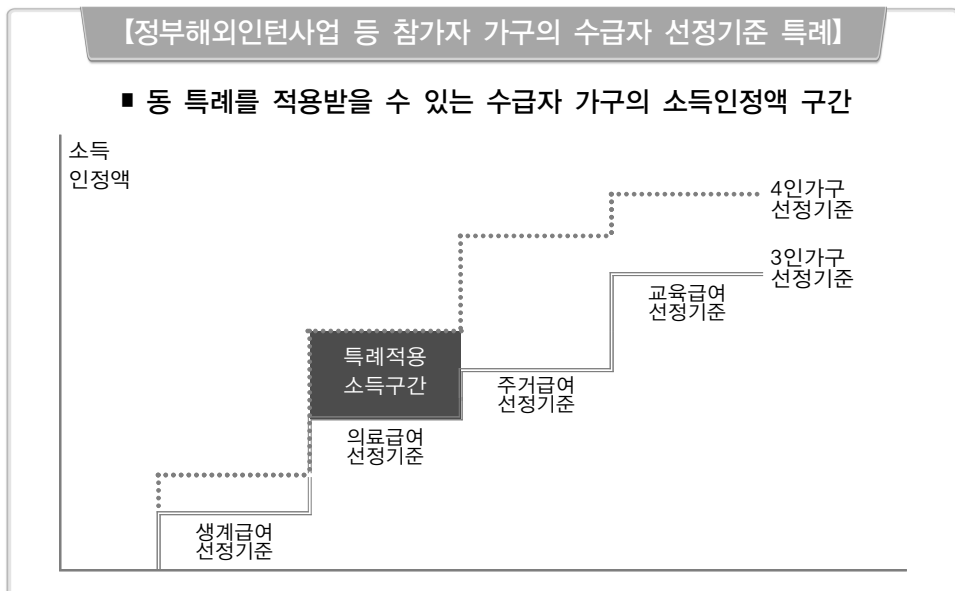 【정부해외인턴사업 등 참가자 가구의 수급자 선정기준 특례】
■ 동 특례를 적용받을 수 있는 수급자 가구의 소득인정액 구간
소득
인정액
4인가구
선정기준
3인가구
선정기준
교육급여
선정기준
특례적용
소득구간
주거급여
선정기준
의료급여
선정기준
생계급여
선정기준